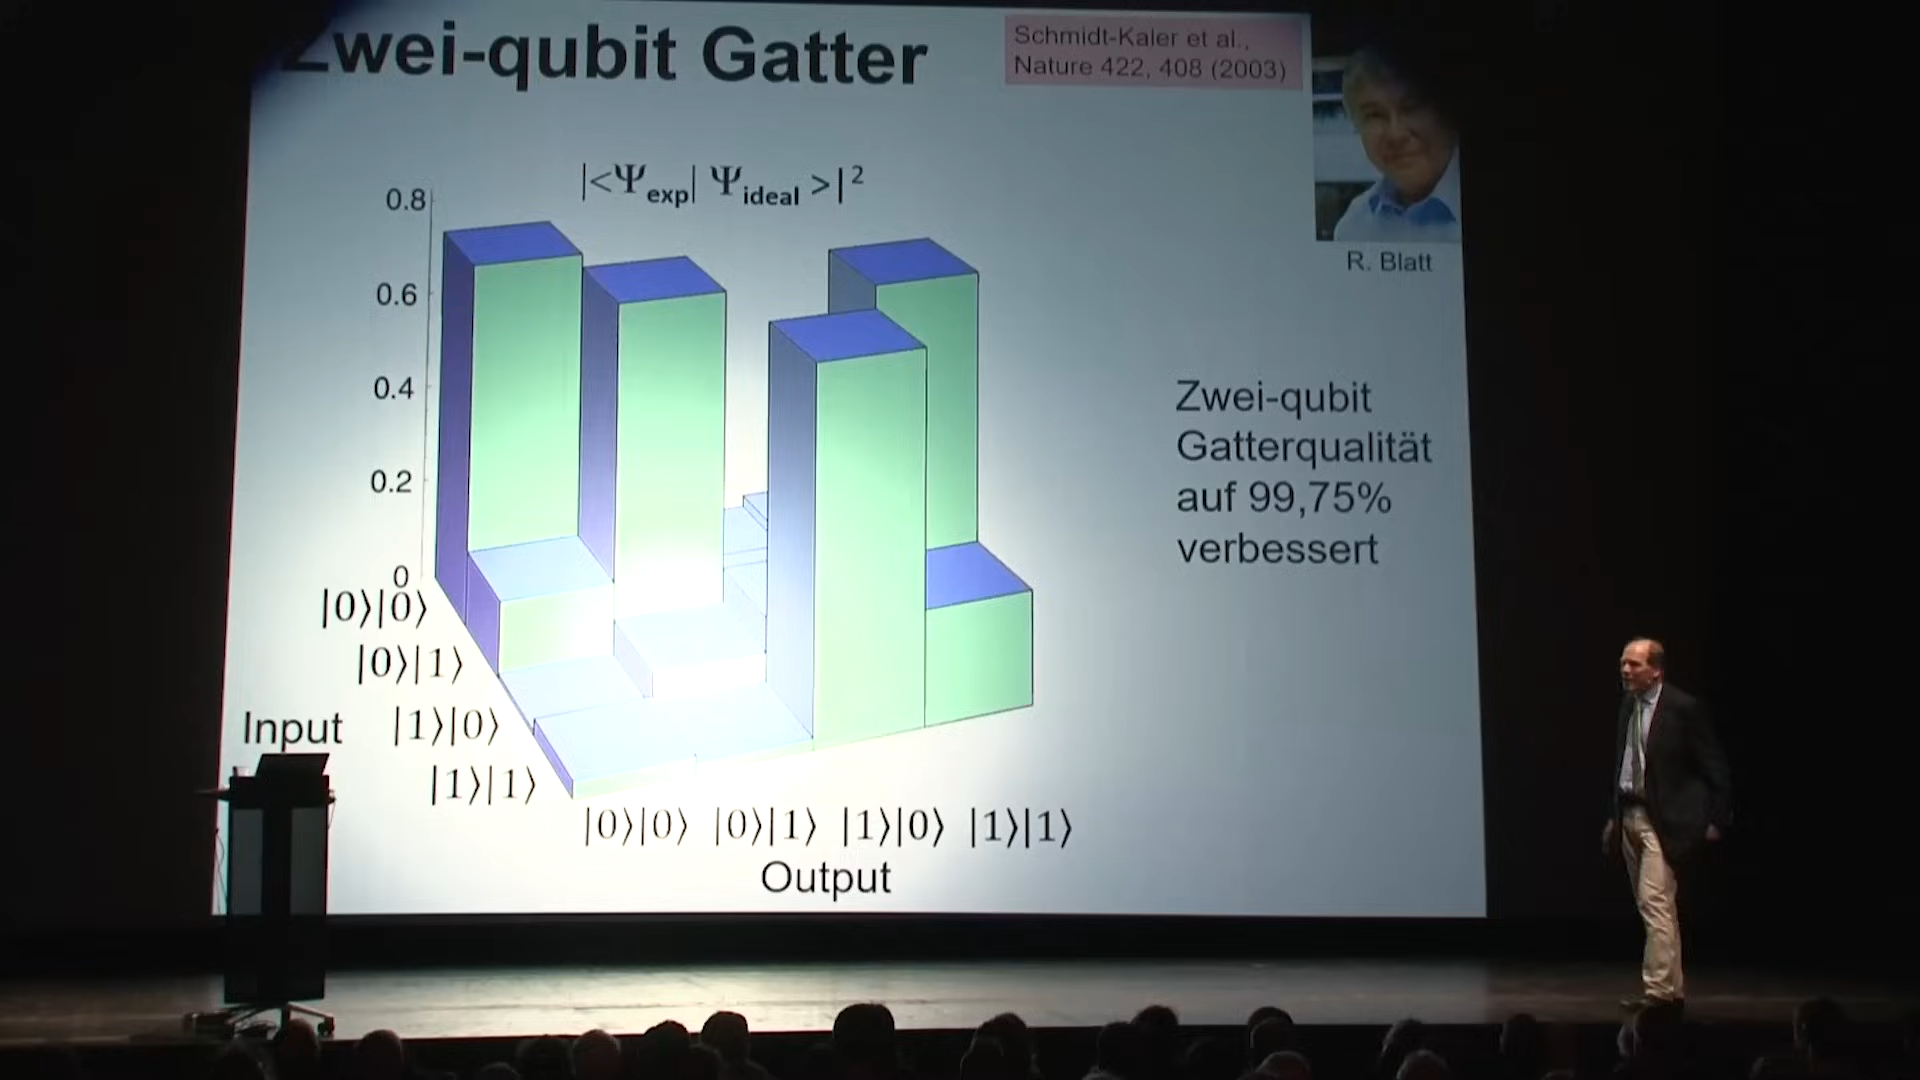 Zwei-qubit Gatter
Schmidt-Kaler et al.,
Nature 422, 408 (2003)
R. Blatt
|<Ψexp| Ψideal >|²
0.8
0.6
0.4
0.2
0
|0⟩|0⟩
|0⟩|1⟩
|1⟩|0⟩
|1⟩|1⟩
Input
|0⟩|0⟩ |0⟩|1⟩ |1⟩|0⟩ |1⟩|1⟩
Output
Zwei-qubit
Gatterqualität
auf 99,75%
verbessert